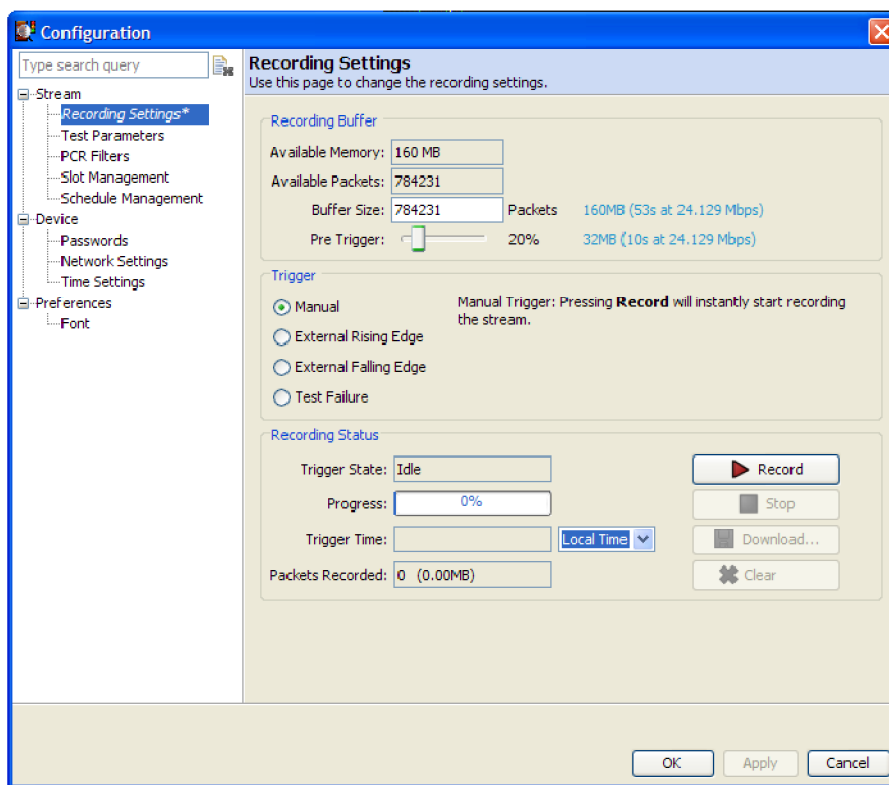 Configuration
Type search query
Stream
Recording Settings*
Test Parameters
PCR Filters
Slot Management
Schedule Management
Device
Passwords
Network Settings
Time Settings
Preferences
Font
Recording Settings
Use this page to change the recording settings.
Recording Buffer
Available Memory: 160 MB
Available Packets: 784231
Buffer Size: 784231 Packets 160MB (53s at 24.129 Mbps)
Pre Trigger: 20% 32MB (10s at 24.129 Mbps)
Trigger
Manual
External Rising Edge
External Falling Edge
Test Failure
Manual Trigger: Pressing Record will instantly start recording
the stream.
Recording Status
Trigger State: Idle
Progress: 0%
Trigger Time: Local Time
Packets Recorded: 0 (0.00MB)
Record
Stop
Download...
Clear
OK Apply Cancel